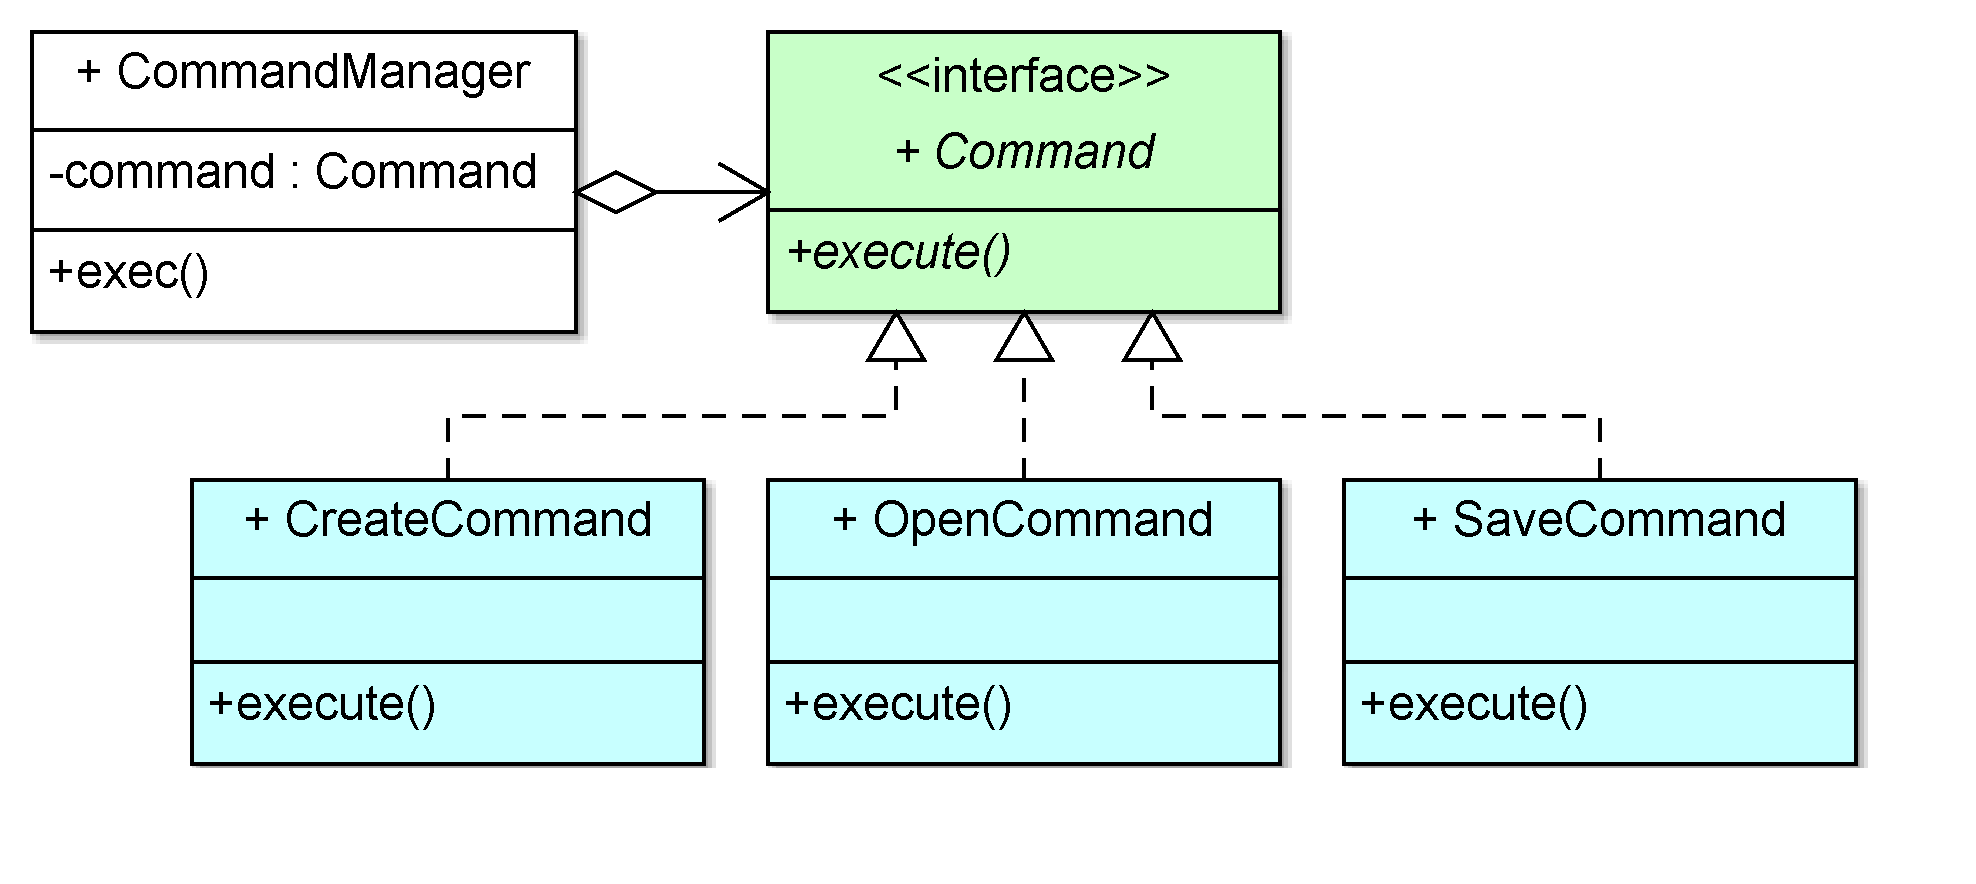 + CommandManager
-command : Command
+exec()
<<interface>>
+ Command
+execute()
+ CreateCommand
+execute()
+ OpenCommand
+execute()
+ SaveCommand
+execute()